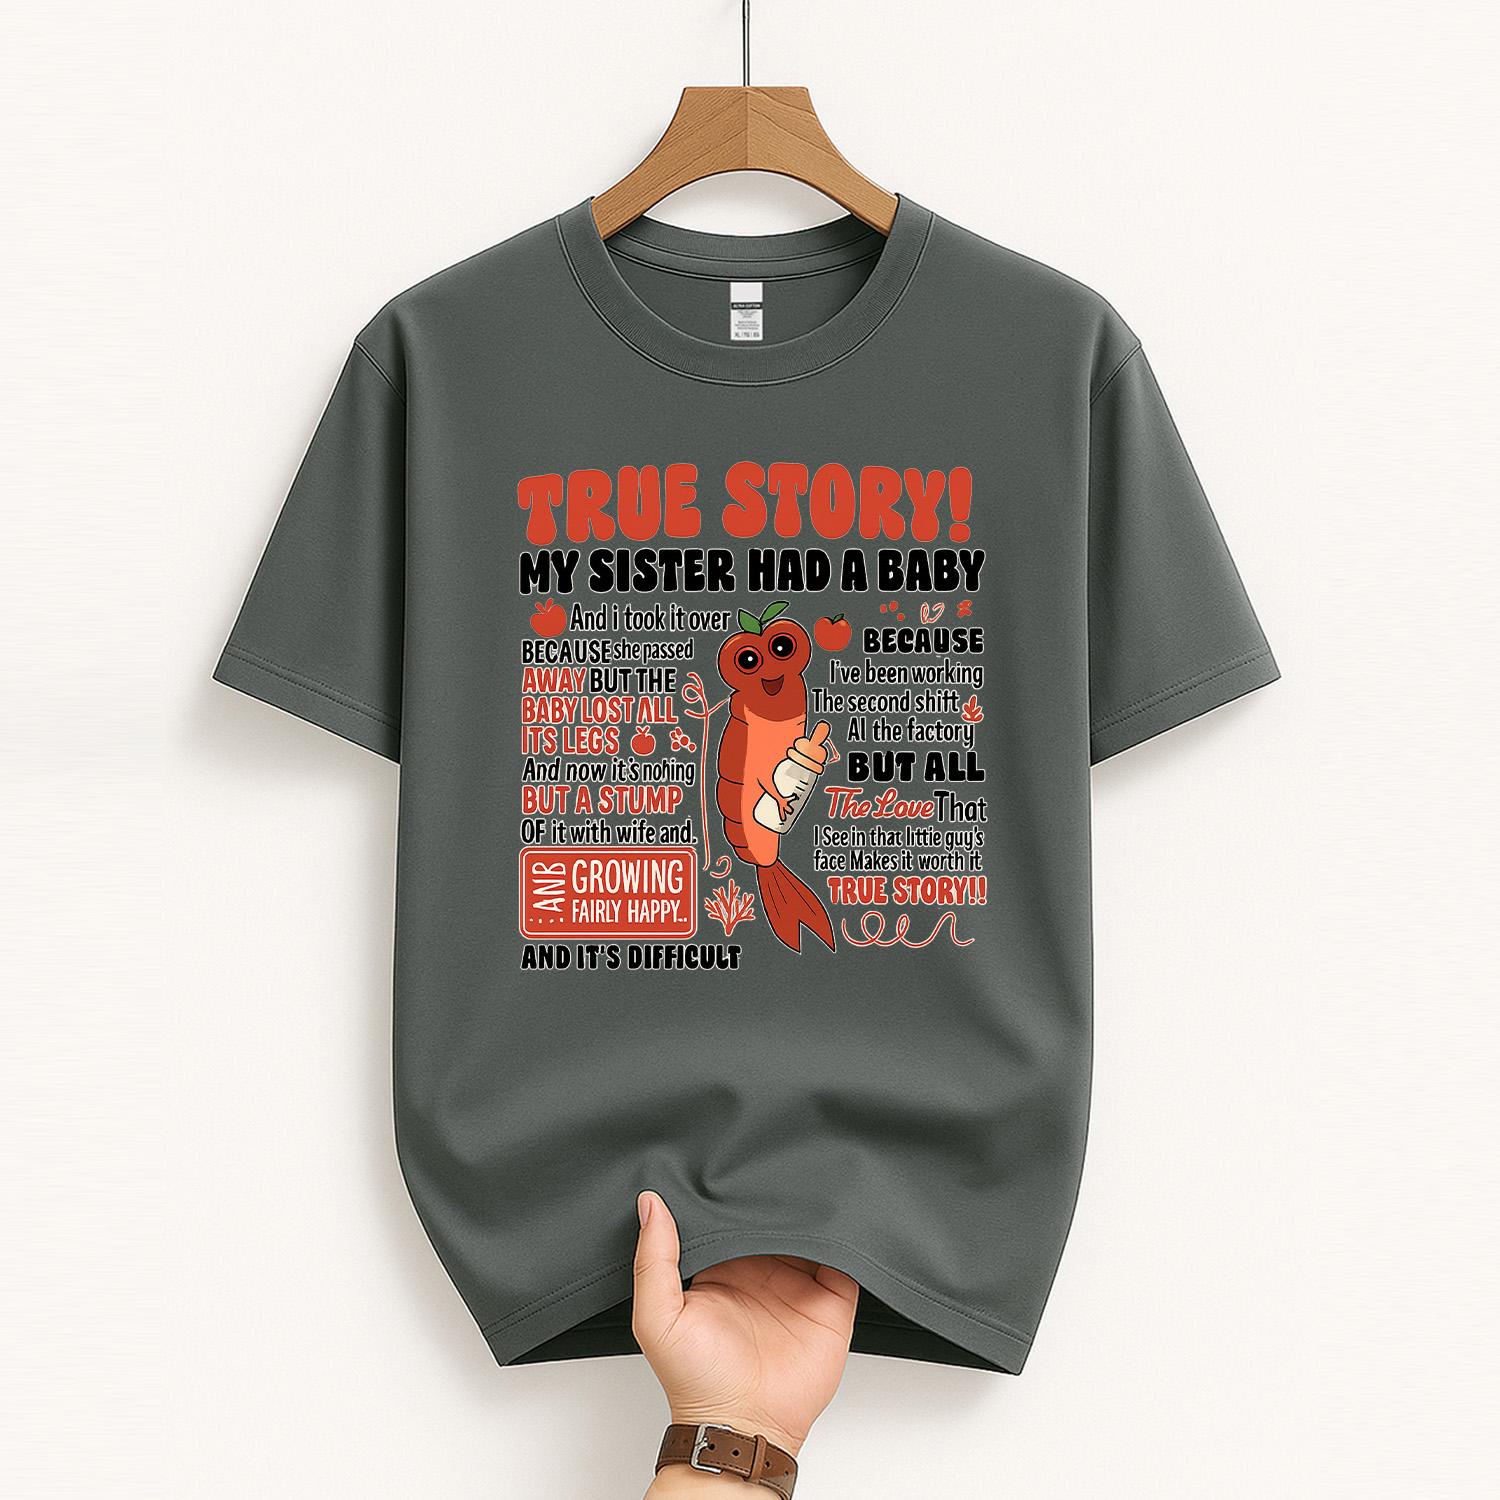 TRUE STORY!
MY SISTER HAD A BABY
And i took it over
BECAUSE she passed
AWAY BUT THE
BABY LOST ALL
ITS LEGS
And now it's nohing
BUT A STUMP
OF it with wife and.
...ANB
GROWING
FAIRLY HAPPY..
AND IT'S DIFFICULT
BECAUSE
I've been working
The second shift
Al the factory
BUT ALL
The Love That
I See in that little guy's
face Makes it worth it
TRUE STORY!!